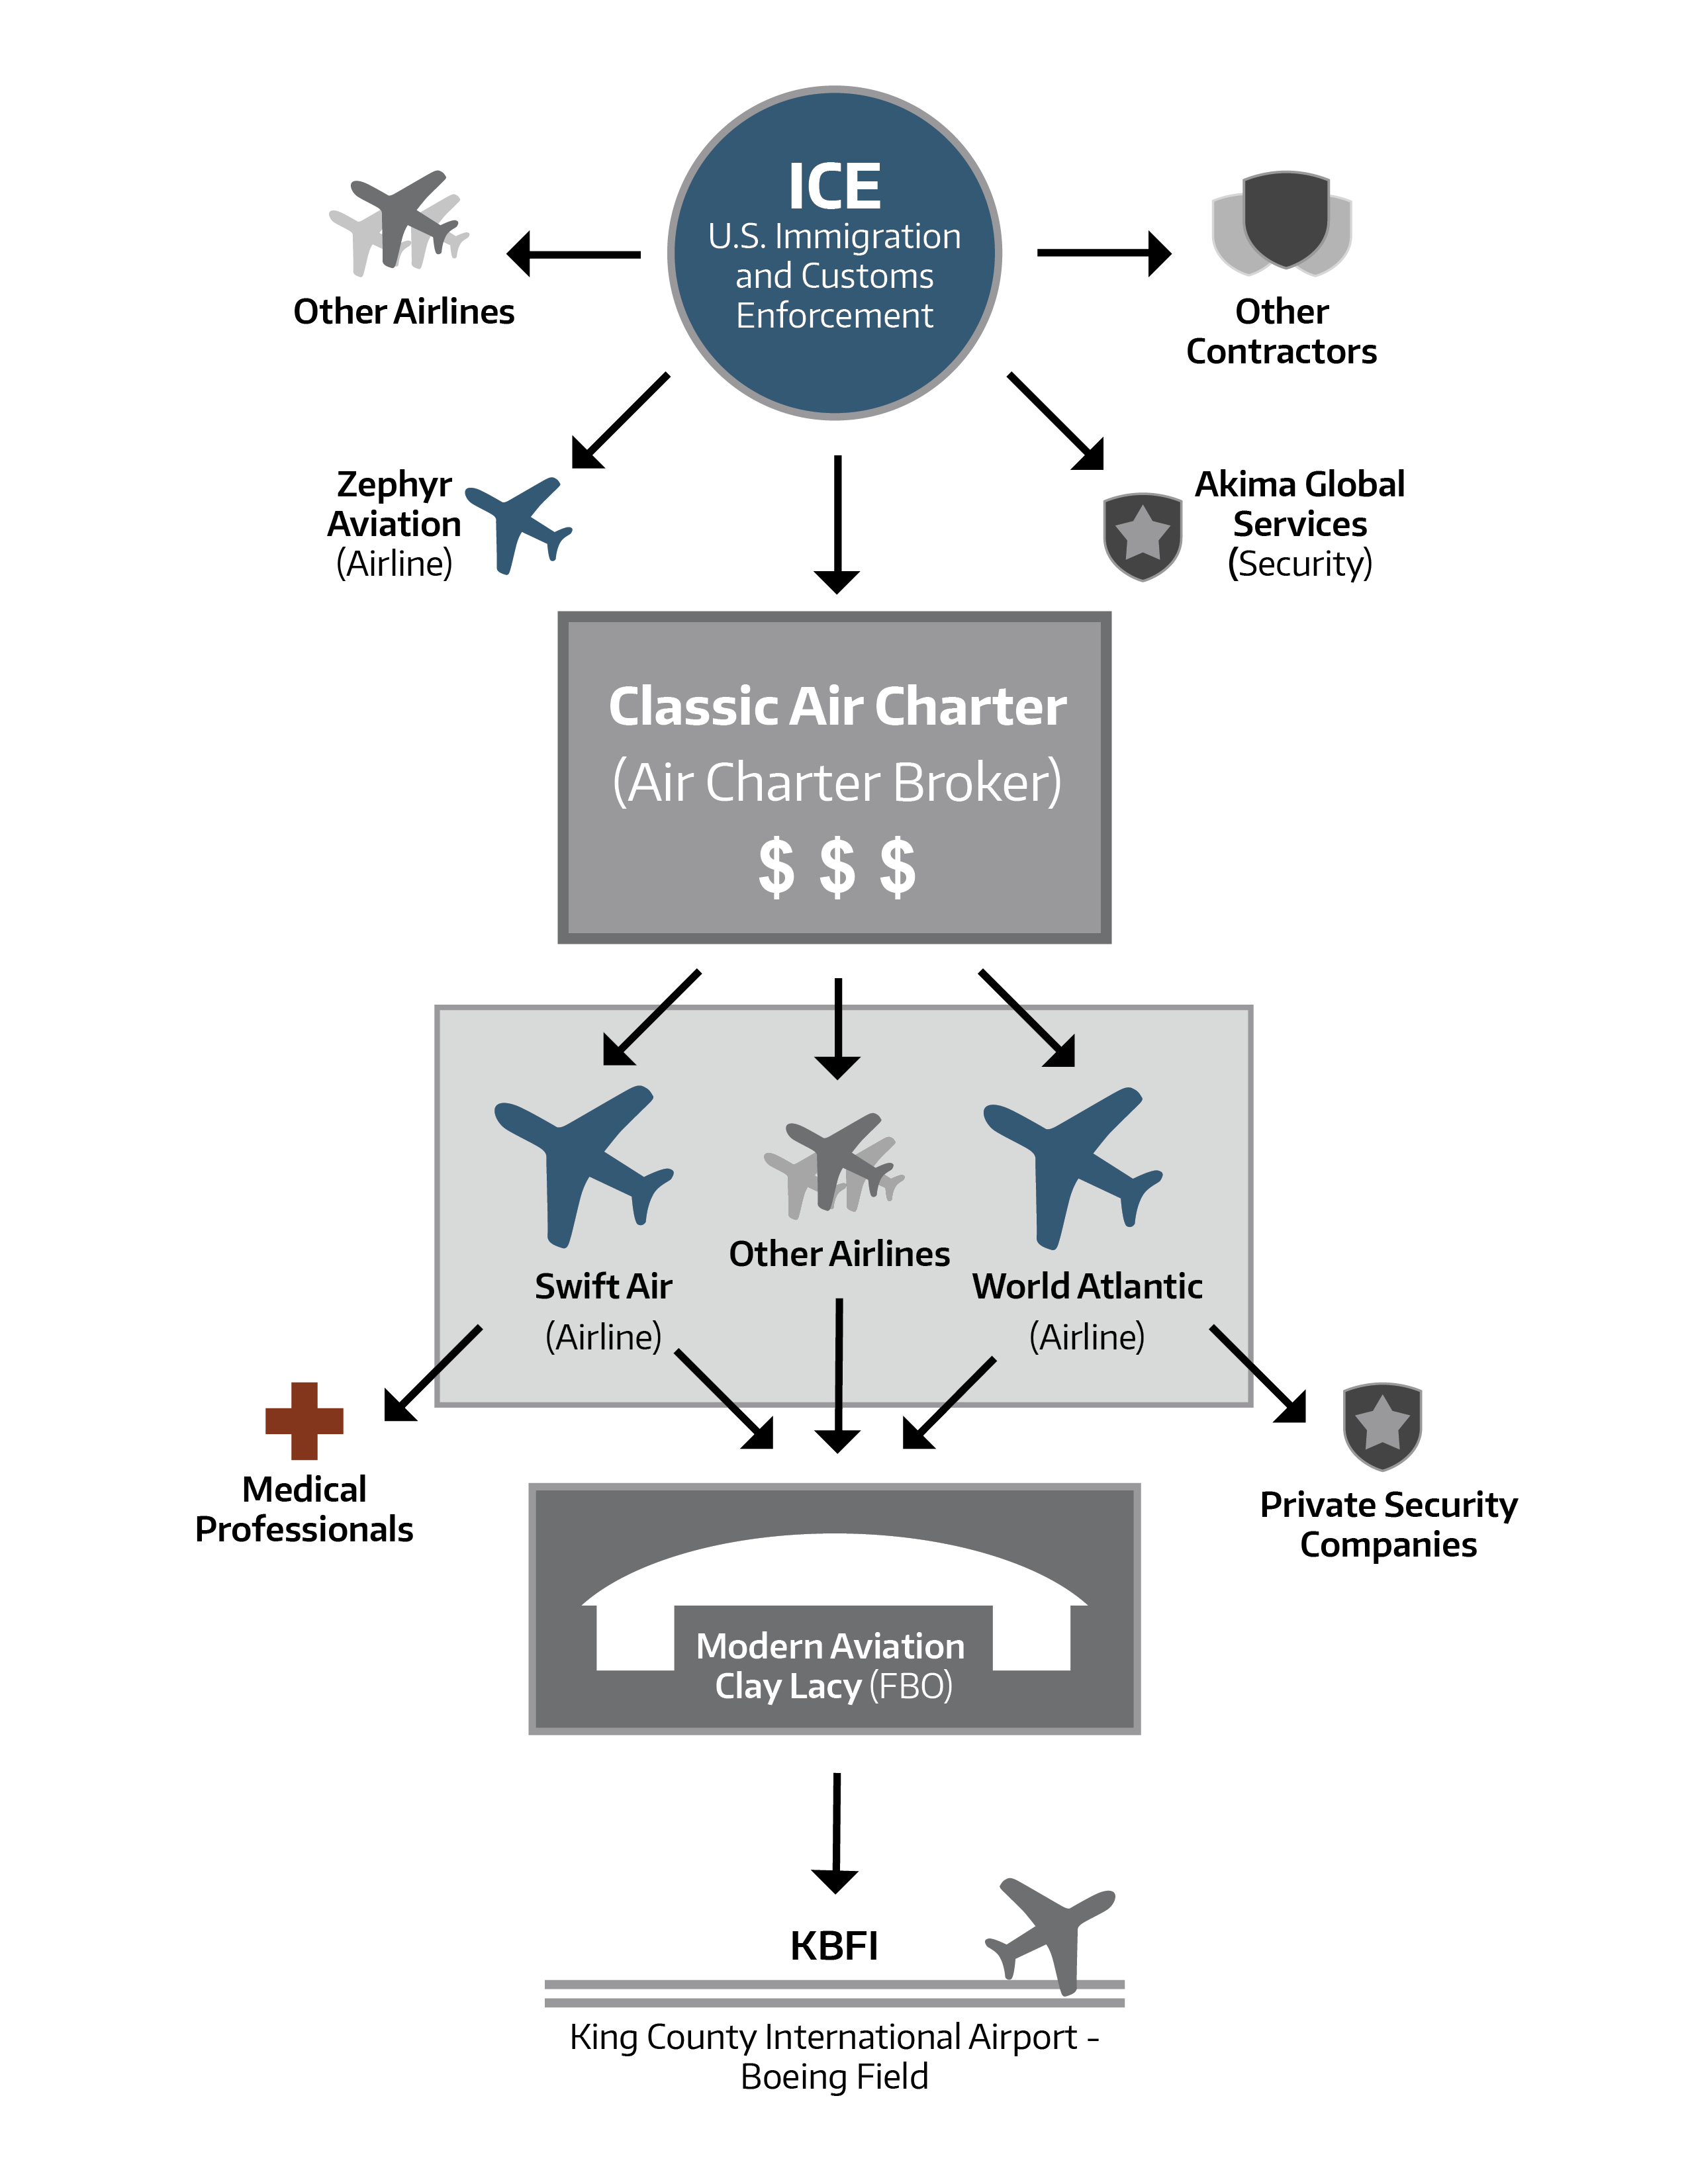 ICE
U.S. Immigration
and Customs
Enforcement
Other Airlines
Other
Contractors
Zephyr
Aviation
(Airline)
Akima Global
Services
(Security)
Classic Air Charter
(Air Charter Broker)
$ $ $
Other Airlines
Swift Air
(Airline)
World Atlantic
(Airline)
Medical
Professionals
Private Security
Companies
Modern Aviation
Clay Lacy (FBO)
KBFI
King County International Airport -
Boeing Field